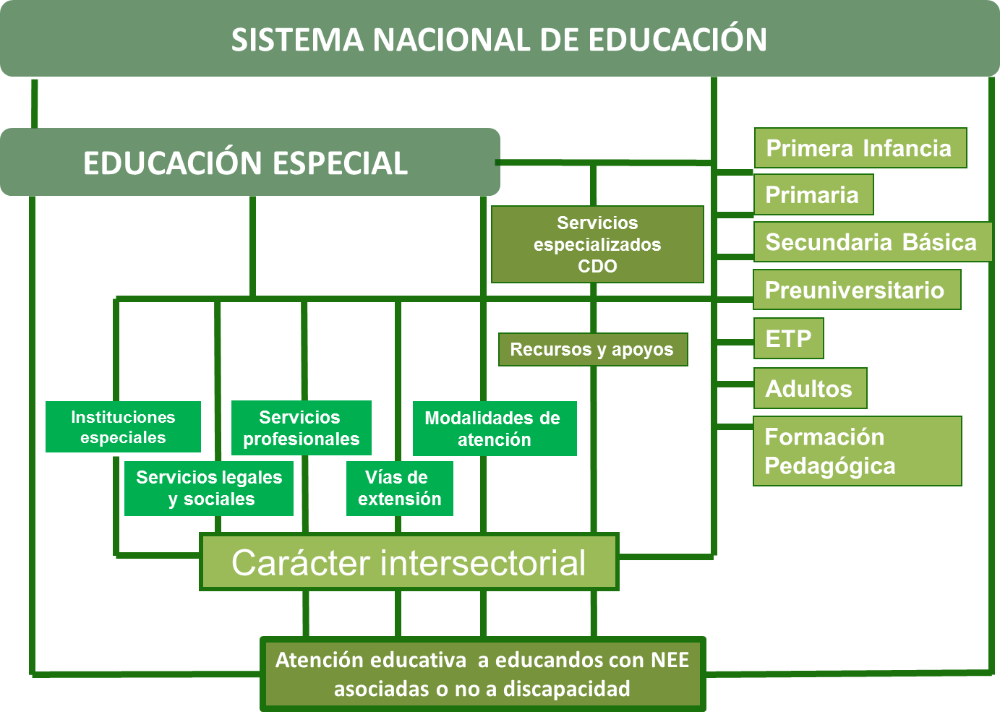 SISTEMA NACIONAL DE EDUCACIÓN
EDUCACIÓN ESPECIAL
Servicios
especializados
CDO
Recursos y apoyos
Primera Infancia
Primaria
Secundaria Básica
Preuniversitario
ETP
Adultos
Formación
Pedagógica
Instituciones
especiales
Servicios legales
y sociales
Servicios
profesionales
Vías de
extensión
Modalidades de
atención
Carácter intersectorial
Atención educativa a educandos con NEE
asociadas o no a discapacidad